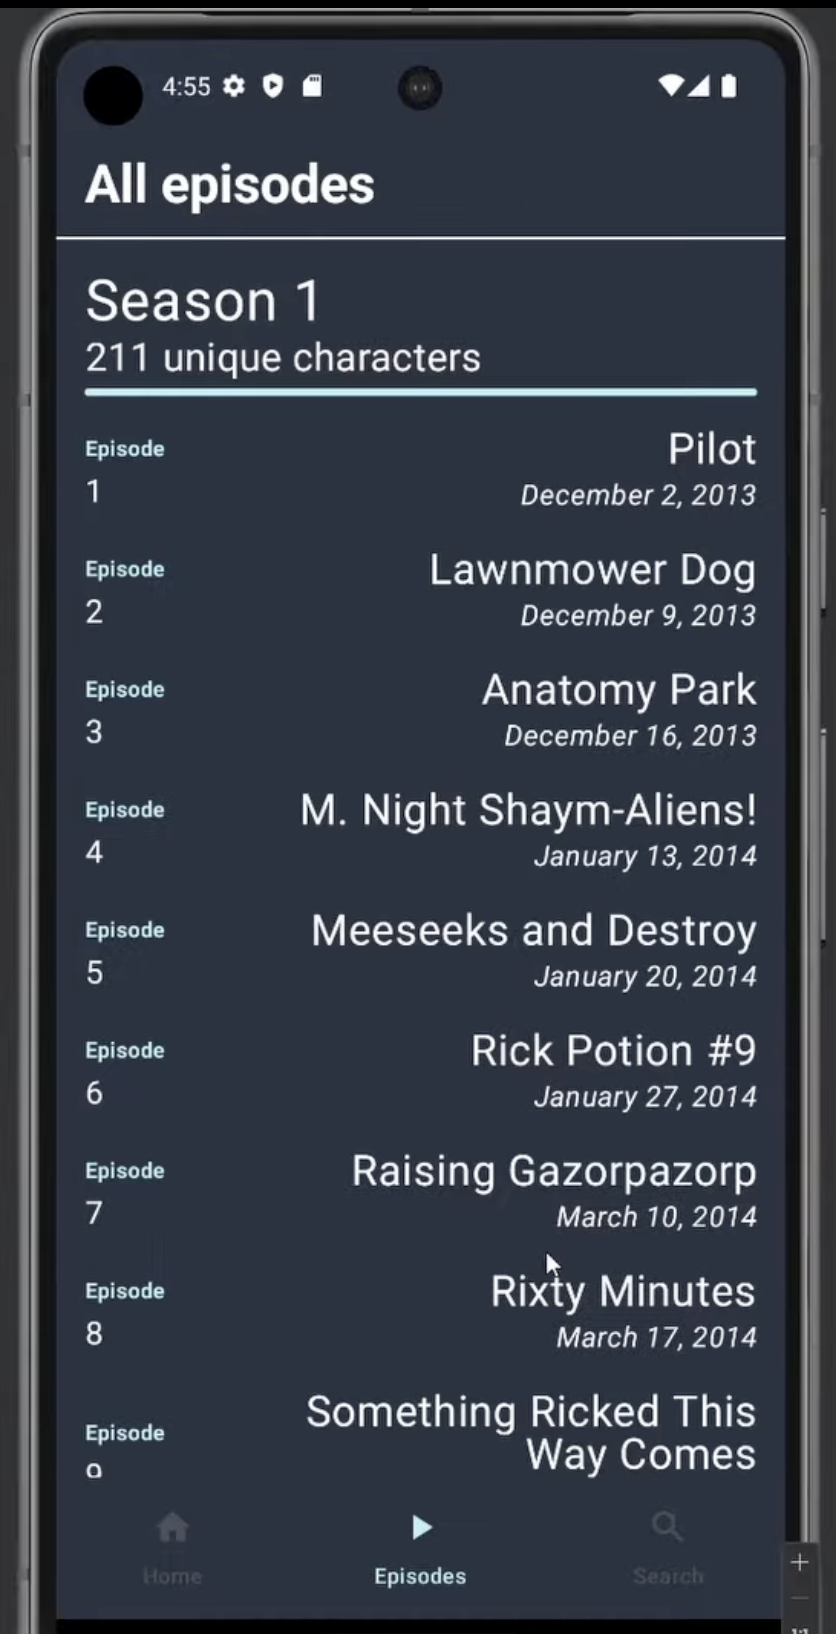 4:55
All episodes
Season 1
211 unique characters
Episode
1
Pilot
December 2, 2013
Episode
2
Lawnmower Dog
December 9, 2013
Episode
3
Anatomy Park
December 16, 2013
Episode
4
M. Night Shaym-Aliens!
January 13, 2014
Episode
5
Meeseeks and Destroy
January 20, 2014
Episode
6
Rick Potion #9
January 27, 2014
Episode
7
Raising Gazorpazorp
March 10, 2014
Episode
8
Rixty Minutes
March 17, 2014
Episode
9
Something Ricked This
Way Comes
Home
Episodes
Search